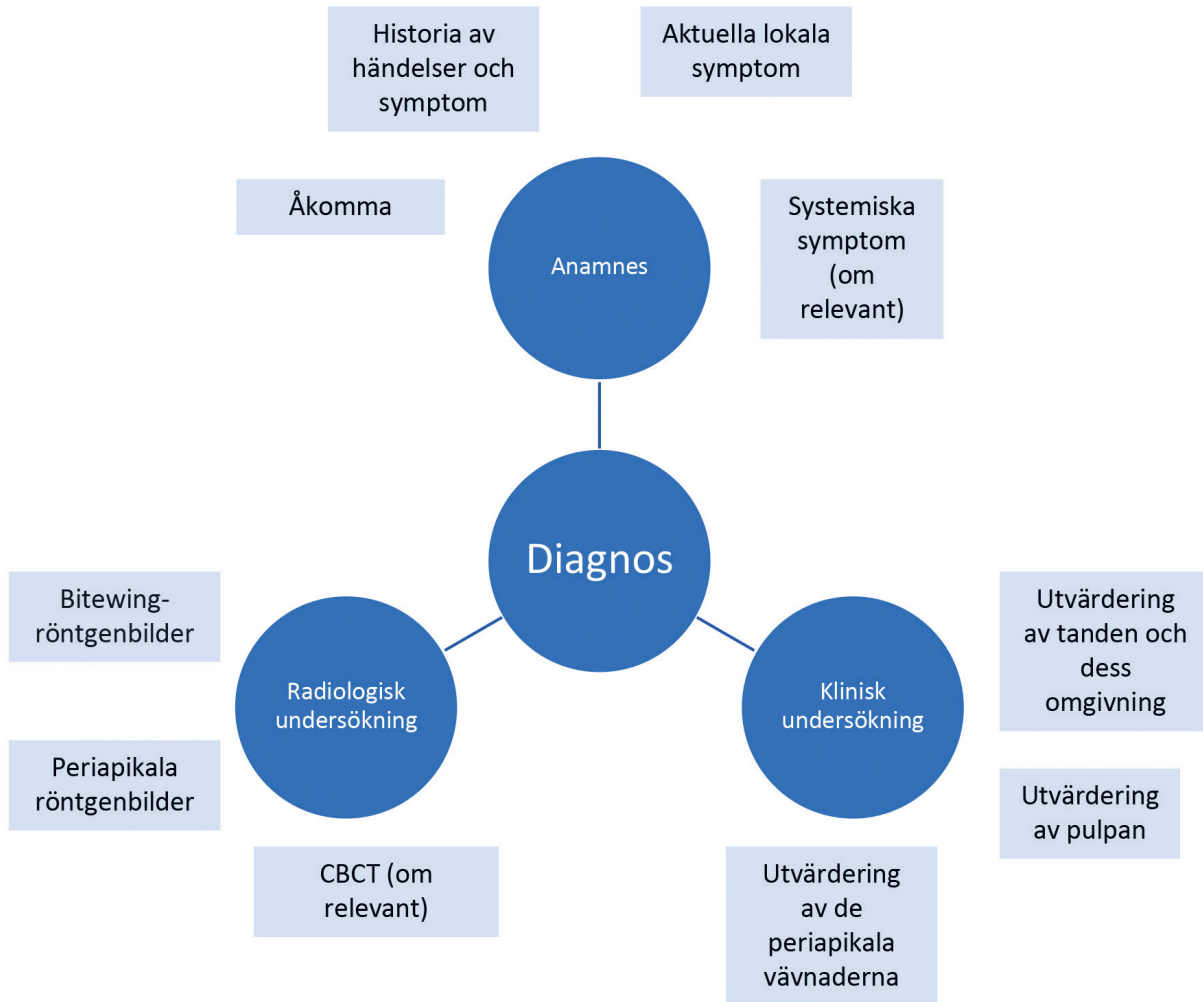 Historia av
händelser och
symptom
Aktuella lokala
symptom
Åkomma
Anamnes
Systemiska
symptom
(om
relevant)
Diagnos
Bitewing-
röntgenbilder
Radiologisk
undersökning
Periapikala
röntgenbilder
CBCT (om
relevant)
Klinisk
undersökning
Utvärdering
av tanden och
dess
omgivning
Utvärdering
av pulpan
Utvärdering
av de
periapikala
vävnaderna